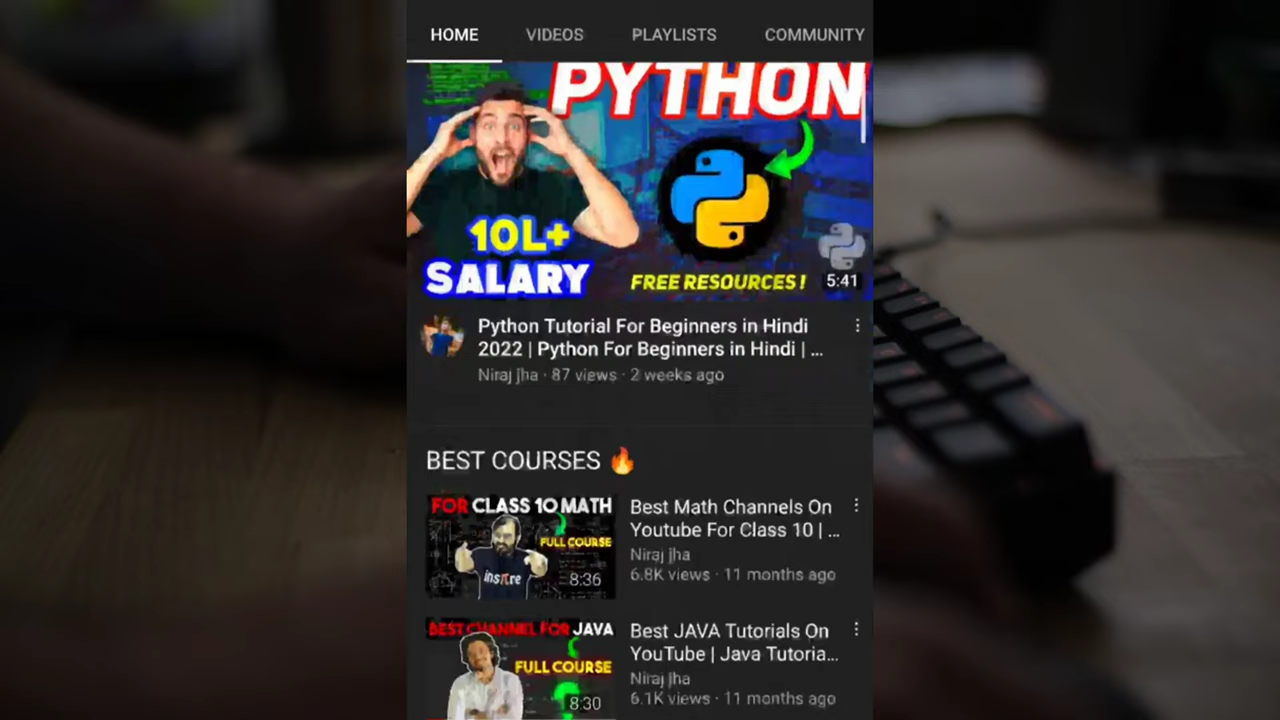 HOME VIDEOS PLAYLISTS COMMUNITY
PYTHON
10L+
SALARY
FREE RESOURCES !
5:41
Python Tutorial For Beginners in Hindi
2022 | Python For Beginners in Hindi | ...
Niraj jha · 87 views · 2 weeks ago
BEST COURSES
FOR CLASS 10 MATH
FULL COURSE
8:36
Best Math Channels On
Youtube For Class 10 | ...
Niraj jha
6.8K views · 11 months ago
BEST CHANNEL FOR JAVA
FULL COURSE
8:30
Best JAVA Tutorials On
YouTube | Java Tutoria...
Niraj jha
6.1K views · 11 months ago